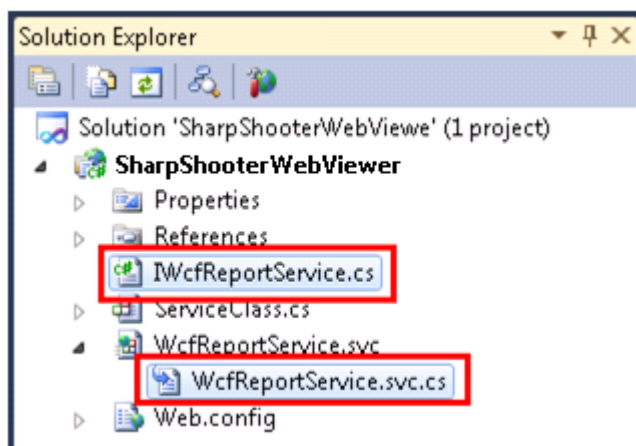 Solution Explorer
Solution 'SharpShooterWebViewe' (1 project)
SharpShooterWebViewer
Properties
References
IWcfReportService.cs
ServiceClass.cs
WcfReportService.svc
WcfReportService.svc.cs
Web.config